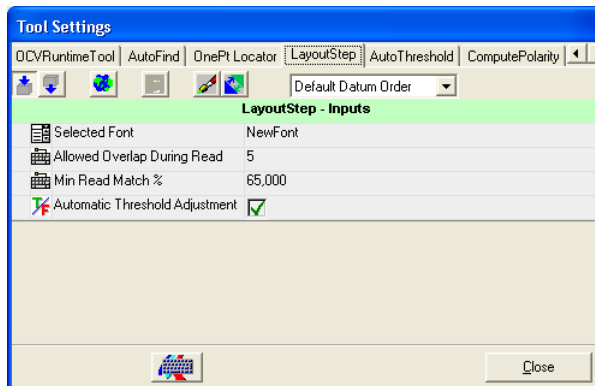 Tool Settings
OCVRuntimeTool AutoFind OnePt Locator LayoutStep AutoThreshold ComputePolarity
Default Datum Order
LayoutStep - Inputs
Selected Font NewFont
Allowed Overlap During Read 5
Min Read Match % 65,000
T/F Automatic Threshold Adjustment
Close